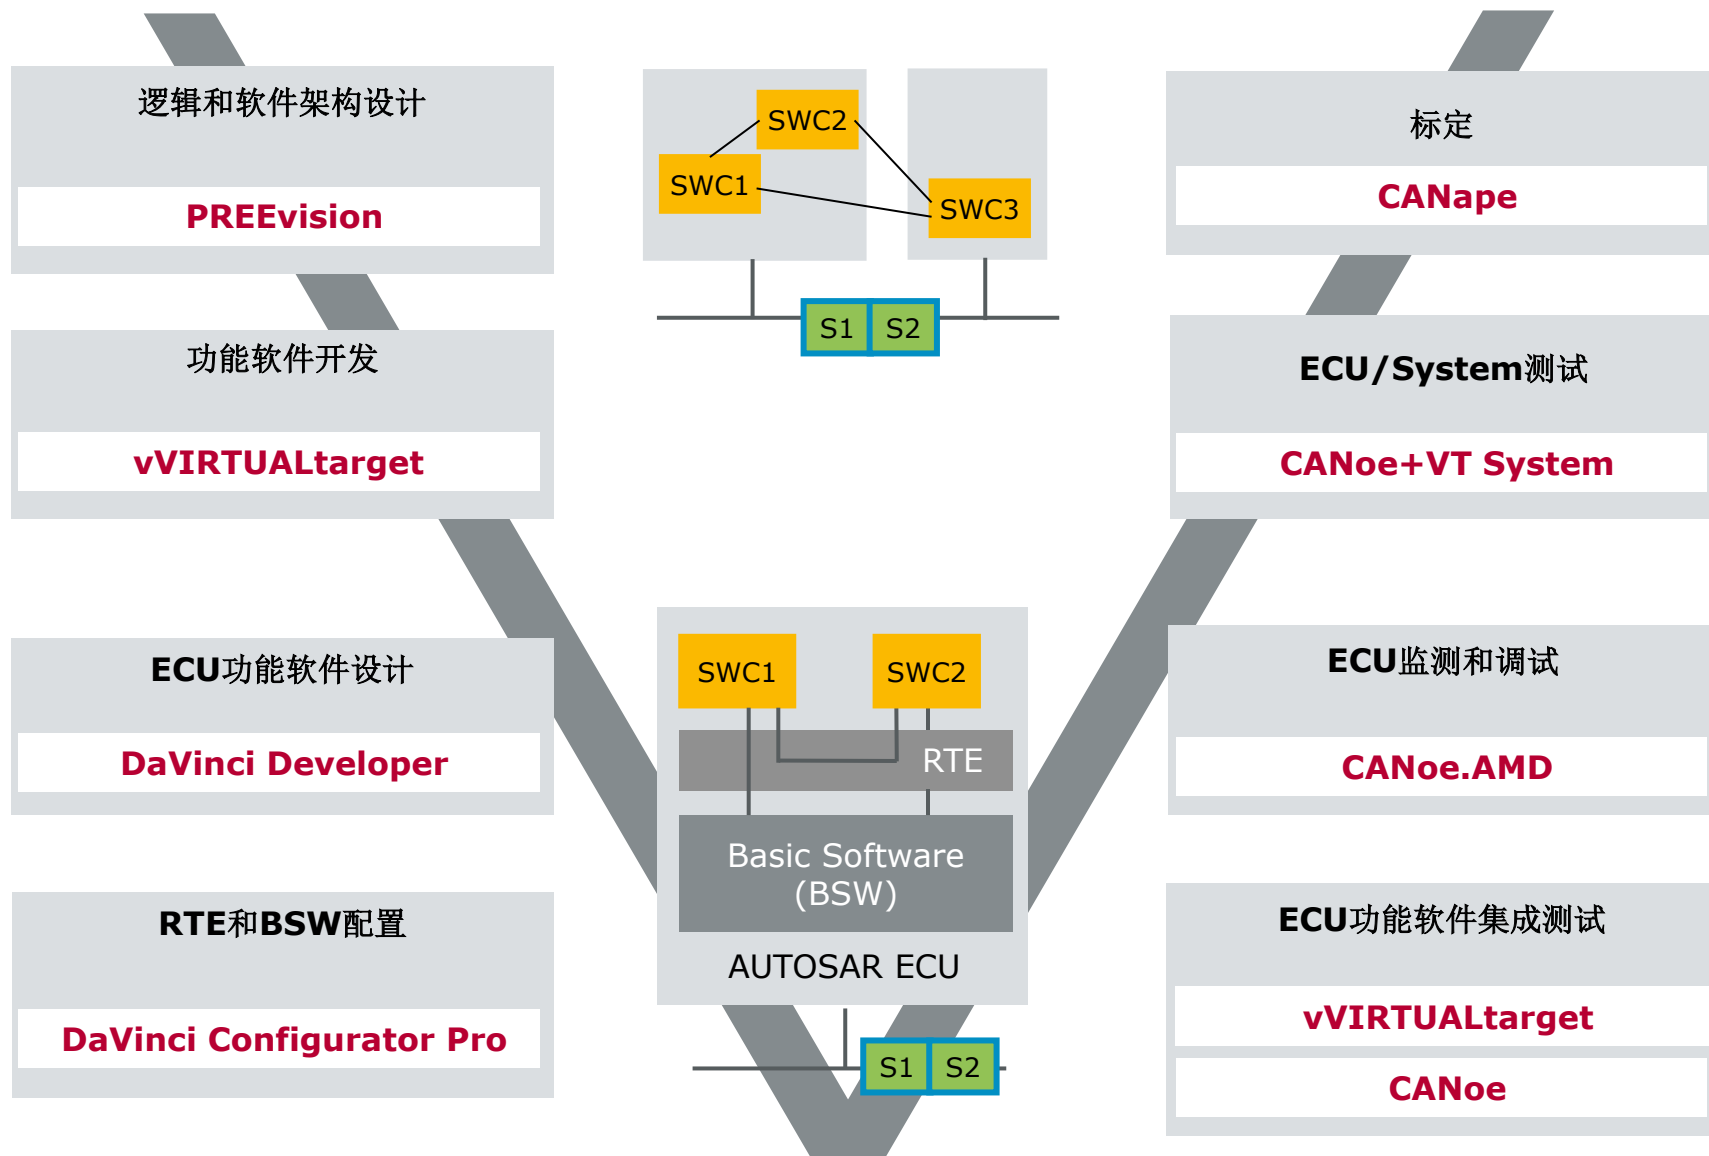 逻辑和软件架构设计
PREEvision
功能软件开发
vVIRTUALtarget
ECU功能软件设计
DaVinci Developer
RTE和BSW配置
DaVinci Configurator Pro
SWC2
SWC1
SWC3
S1 S2
SWC1 SWC2
RTE
Basic Software
(BSW)
AUTOSAR ECU
S1 S2
标定
CANape
ECU/System测试
CANoe+VT System
ECU监测和调试
CANoe.AMD
ECU功能软件集成测试
vVIRTUALtarget
CANoe